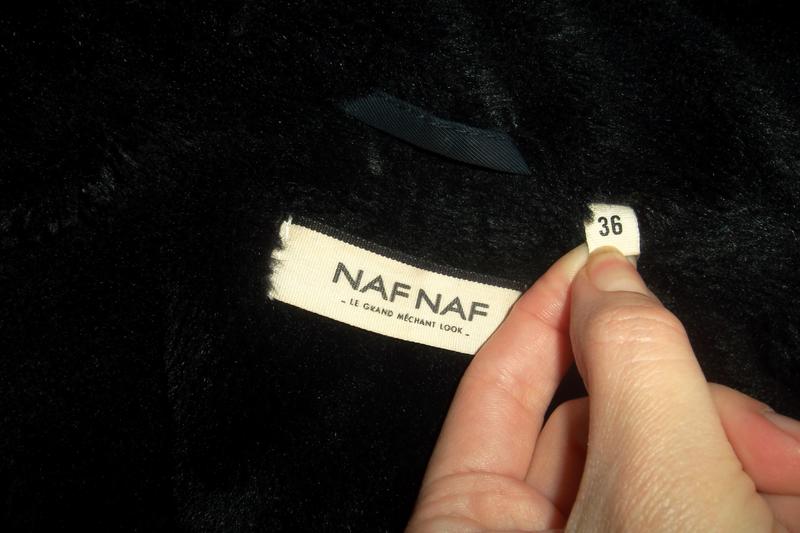 36
NAF NAF
- LE GRAND MÉCHANT LOOK -